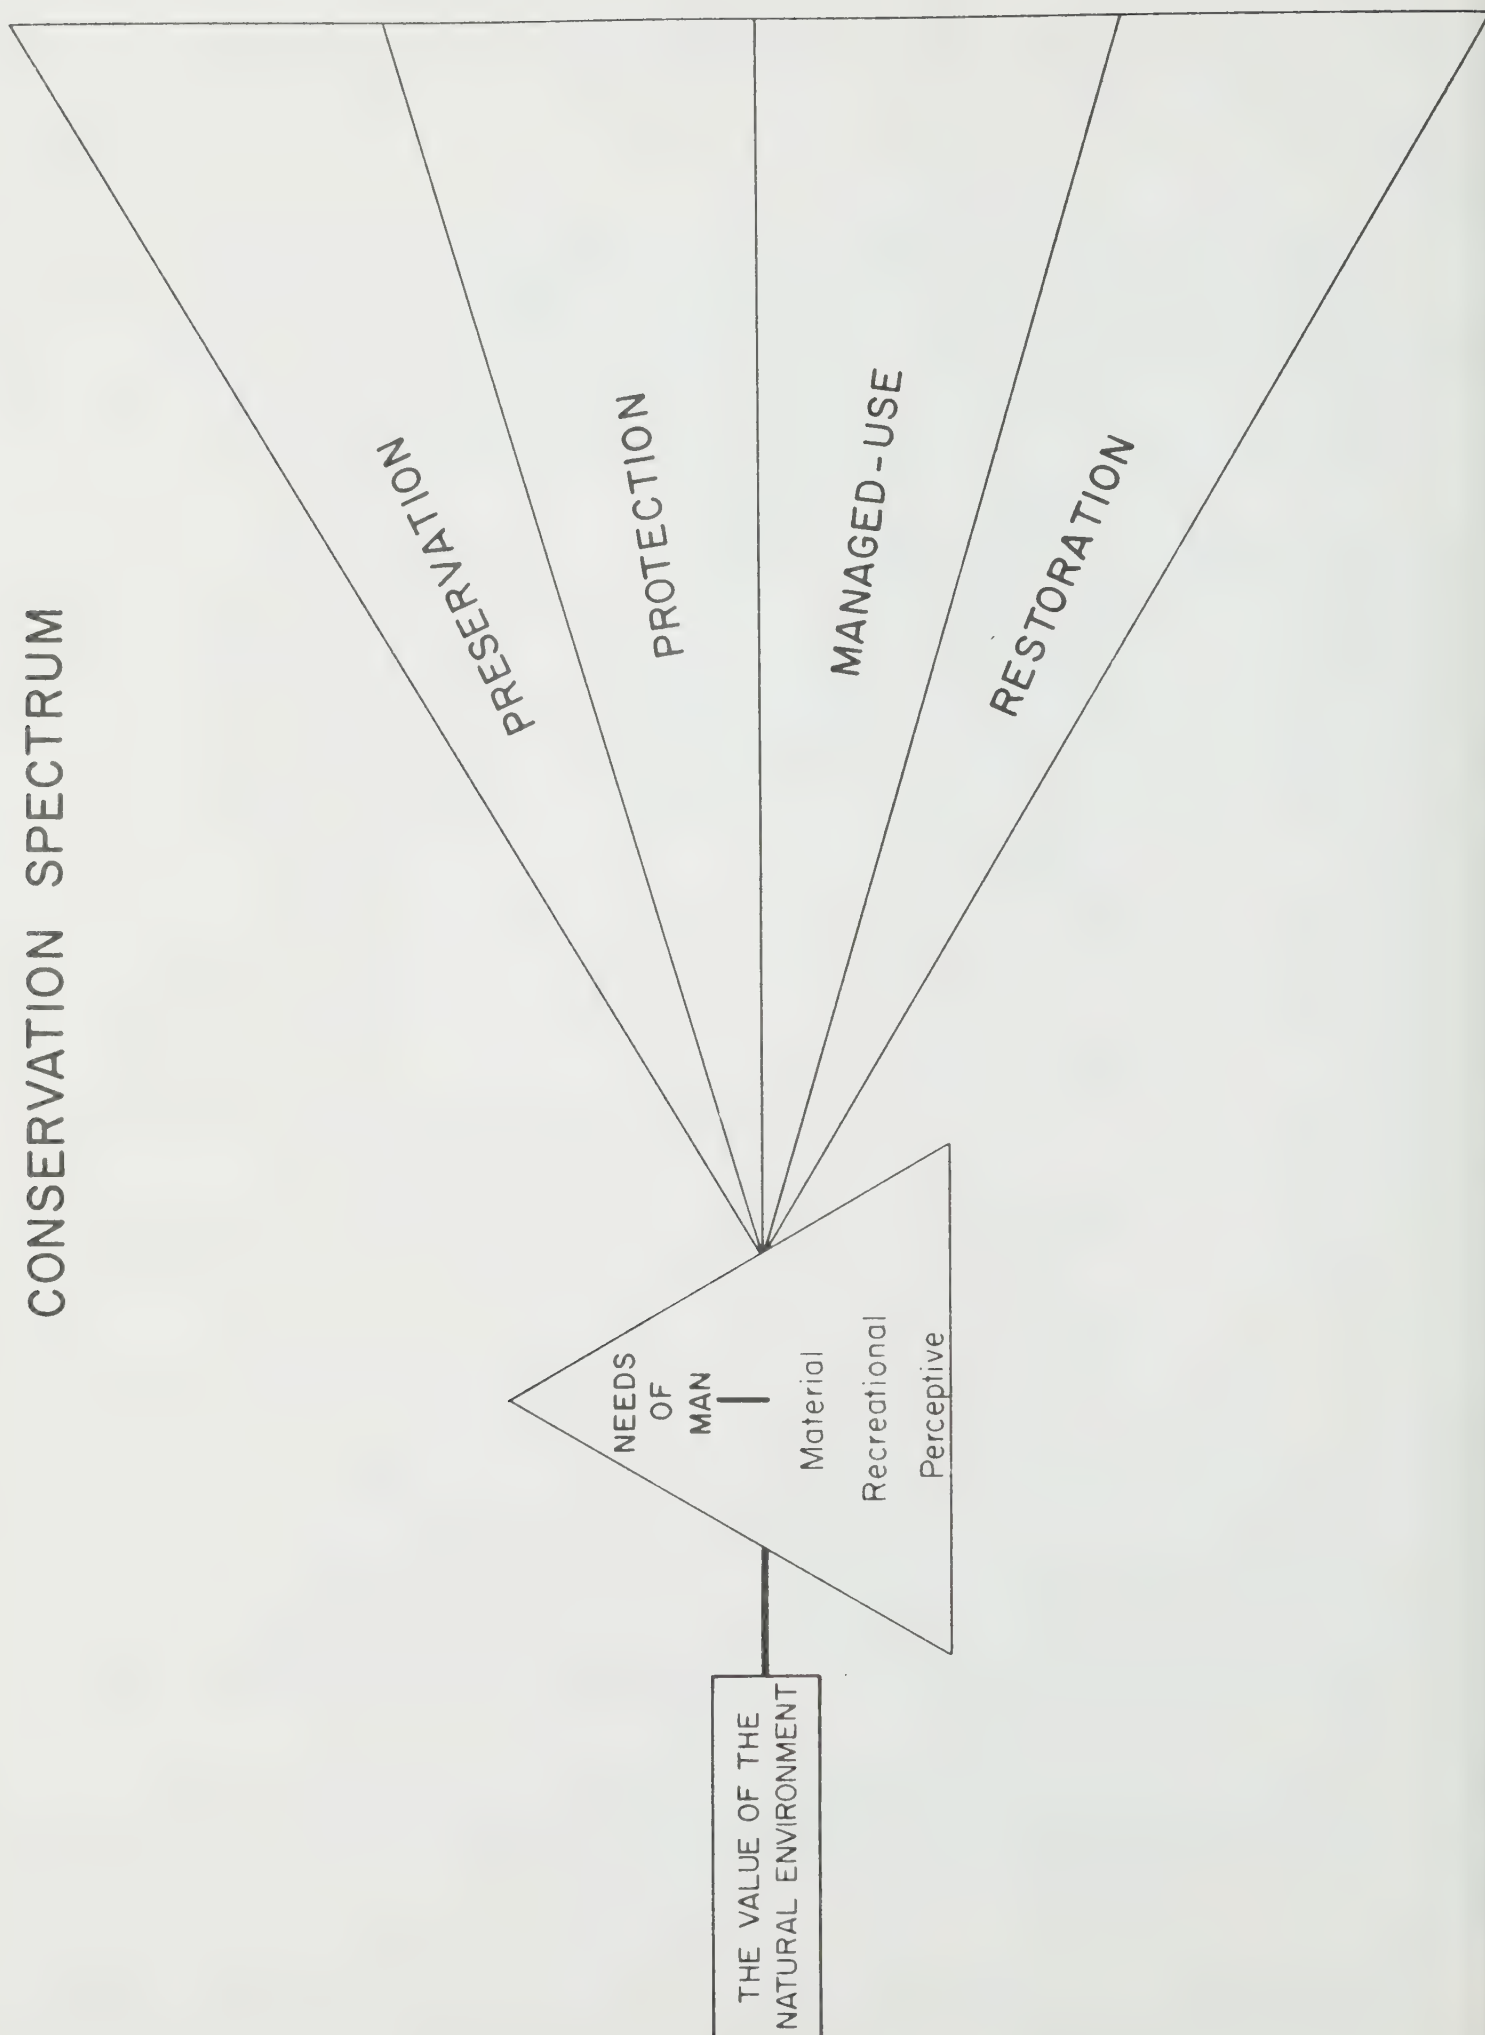 CONSERVATION SPECTRUM
THE VALUE OF THE
NATURAL ENVIRONMENT
NEEDS
OF
MAN
Material
Recreational
Perceptive
PRESERVATION
PROTECTION
MANAGED-USE
RESTORATION